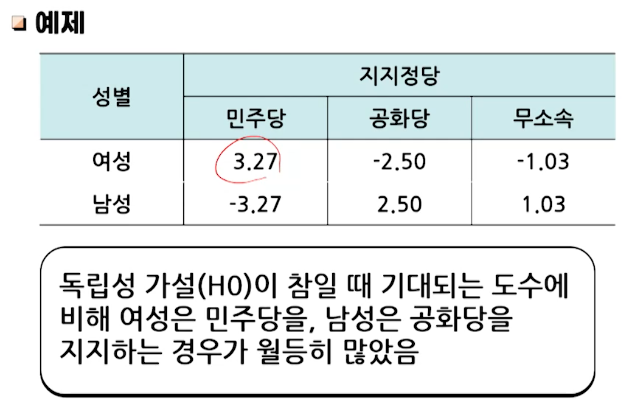 예제
성별 지지정당
민주당 공화당 무소속
여성 3.27 -2.50 -1.03
남성 -3.27 2.50 1.03
독립성 가설(H0)이 참일 때 기대되는 도수에
비해 여성은 민주당을, 남성은 공화당을
지지하는 경우가 월등히 많았음